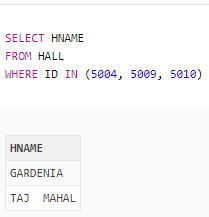 SELECT HNAME
FROM HALL
WHERE ID IN (5004, 5009, 5010)
HNAME
GARDENIA
TAJ  MAHAL